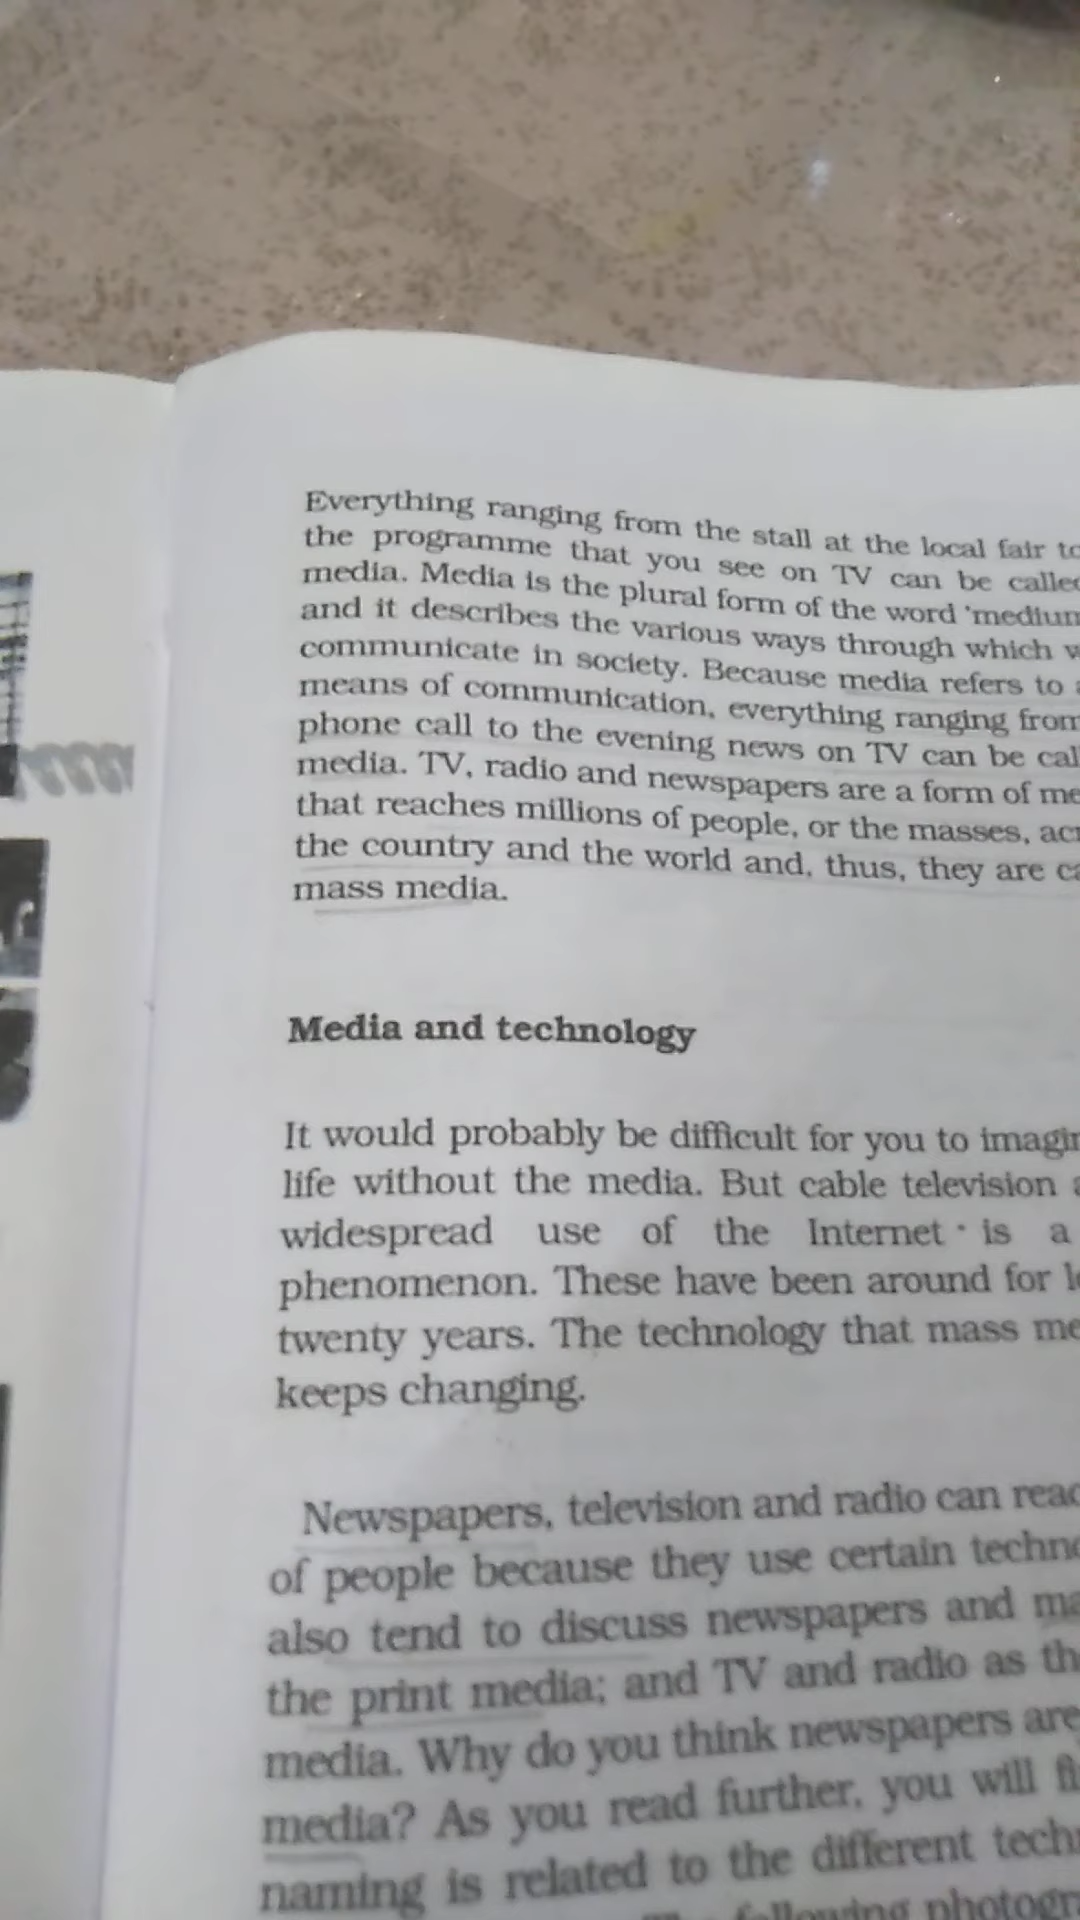 Everything ranging from the stall at the local fair to
the programme that you see on TV can be called
media. Media is the plural form of the word 'medium
and it describes the various ways through which
communicate in society. Because media refers to
means of communication, everything ranging from
phone call to the evening news on TV can be
media. TV, radio and newspapers are a form of
that reaches millions of people, or the masses,
the country and the world and, thus, they are
mass media.
Media and technology
It would probably be difficult for you to
life without the media. But cable television
widespread use of the Internet is a
phenomenon. These have been around for
twenty years. The technology that mass
keeps changing.
Newspapers, television and radio can
of people because they use certain
also tend to discuss newspapers and
the print media; and TV and radio as
media. Why do you think newspapers are
media? As you read further, you will
naming is related to the different
following